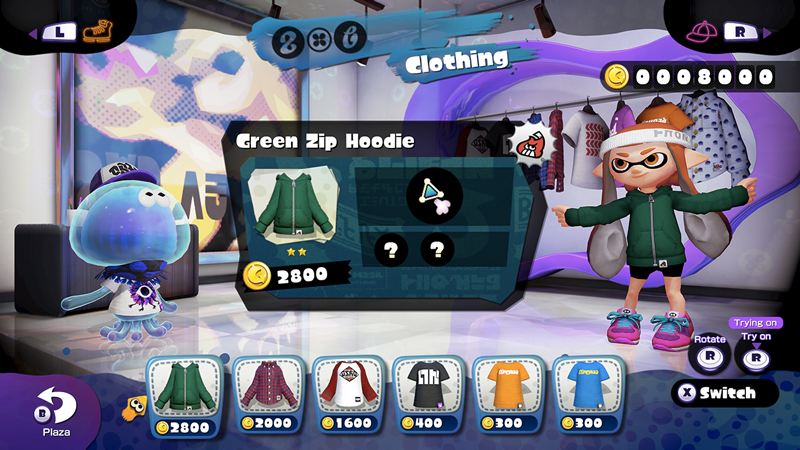 L
R
Clothing
0008000
Green Zip Hoodie
2800
? ?
Trying on
Rotate
Try on
R
R
X Switch
B
Plaza
2800
2000
1600
400
300
300